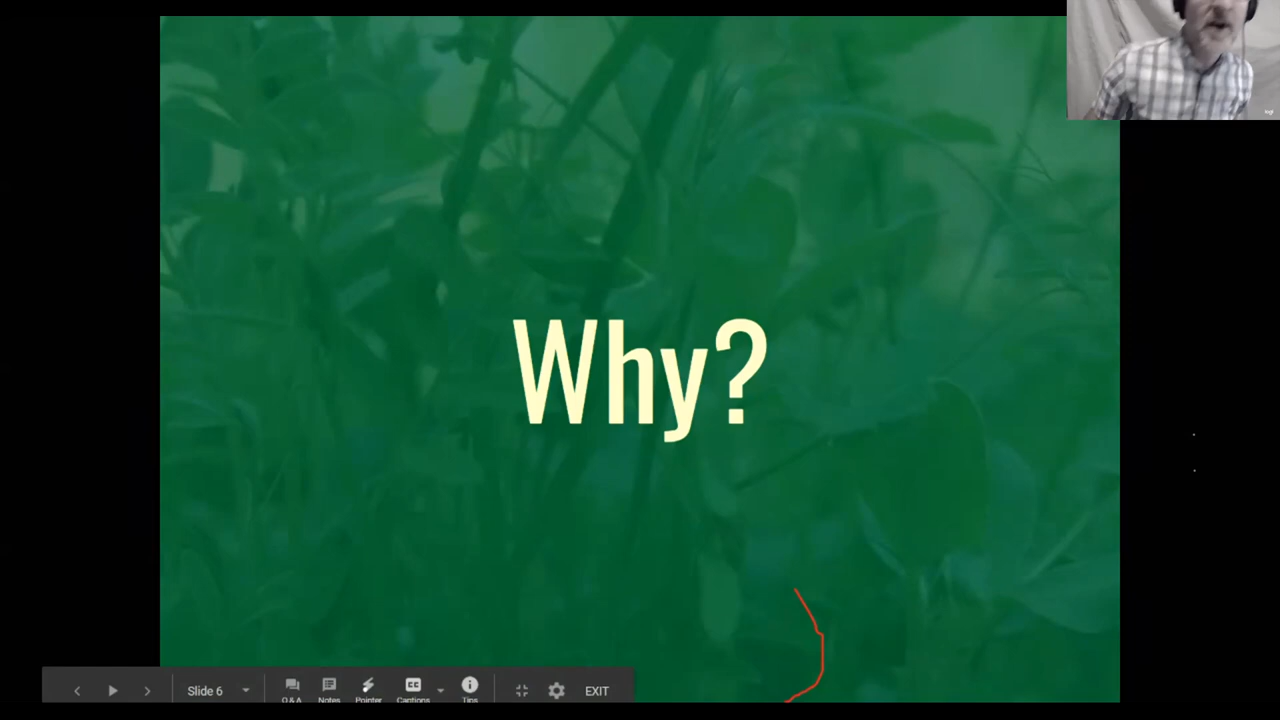 Why?
Slide 6
Q & A
Notes
Pointer
Captions
Tips
EXIT